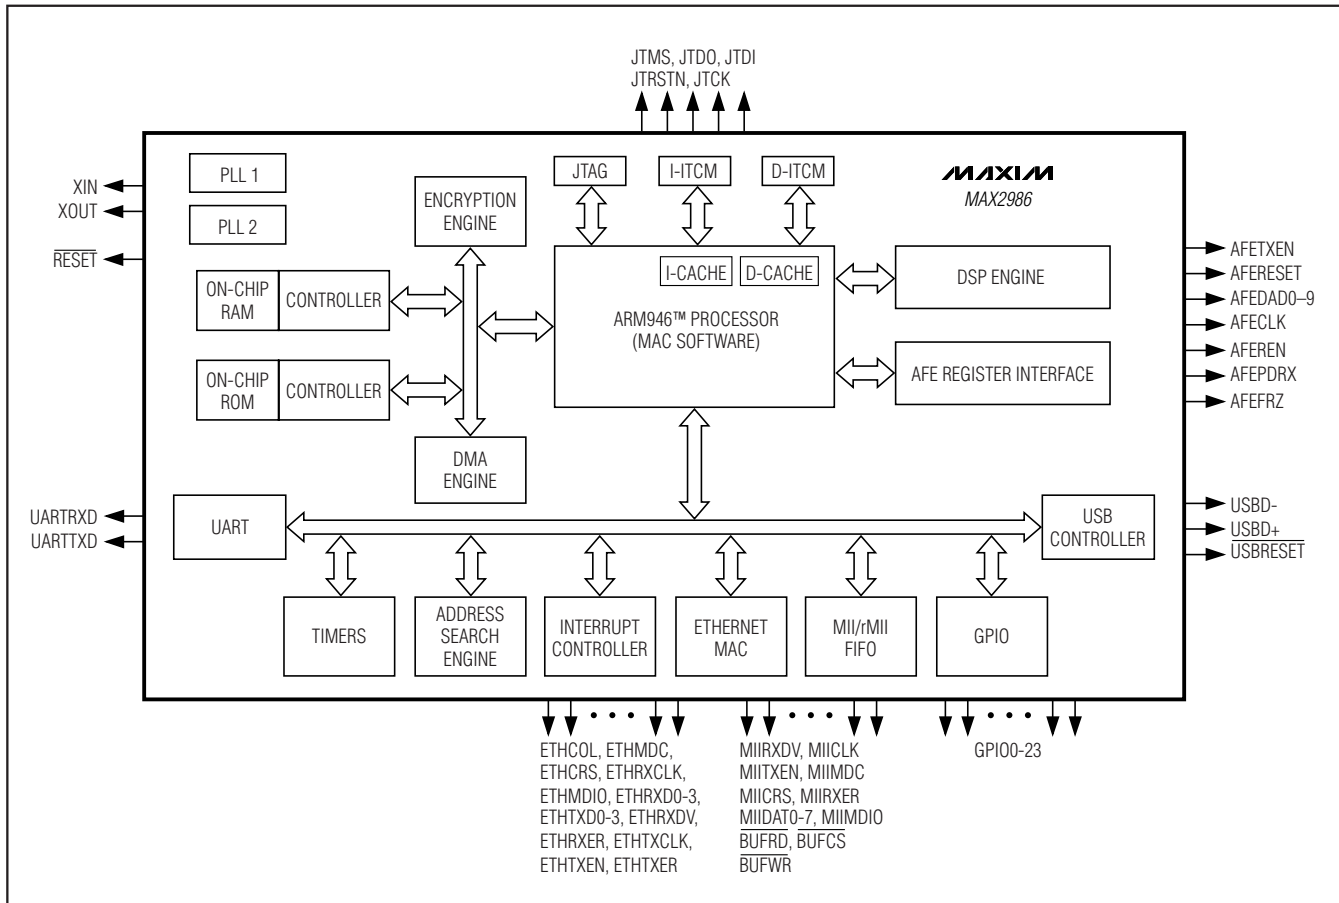 JTMS, JTDO, JTDI
JTRSTN, JTCK
XIN
XOUT
RESET
UARTRXD
UARTTXD
PLL 1
PLL 2
ENCRYPTION
ENGINE
JTAG
I-ITCM
D-ITCM
MAXIM
MAX2986
ON-CHIP
RAM
CONTROLLER
ON-CHIP
ROM
CONTROLLER
I-CACHE
D-CACHE
ARM946™ PROCESSOR
(MAC SOFTWARE)
DSP ENGINE
AFE REGISTER INTERFACE
DMA
ENGINE
UART
USB
CONTROLLER
TIMERS
ADDRESS
SEARCH
ENGINE
INTERRUPT
CONTROLLER
ETHERNET
MAC
MII/rMII
FIFO
GPIO
AFETXEN
AFERESET
AFEDAD0–9
AFECLK
AFEREN
AFEPDRX
AFEFRZ
USBD-
USBD+
USBRESET
ETHCOL, ETHMDC,
ETHCRS, ETHRXCLK,
ETHMDIO, ETHRXD0-3,
ETHTXD0-3, ETHRXDV,
ETHRXER, ETHTXCLK,
ETHTXEN, ETHTXER
MIIRXDV, MIICLK
MIITXEN, MIIMDC
MIICRS, MIIRXER
MIIDAT0-7, MIIMDIO
BUFRD, BUFCS
BUFWR
GPIO0-23